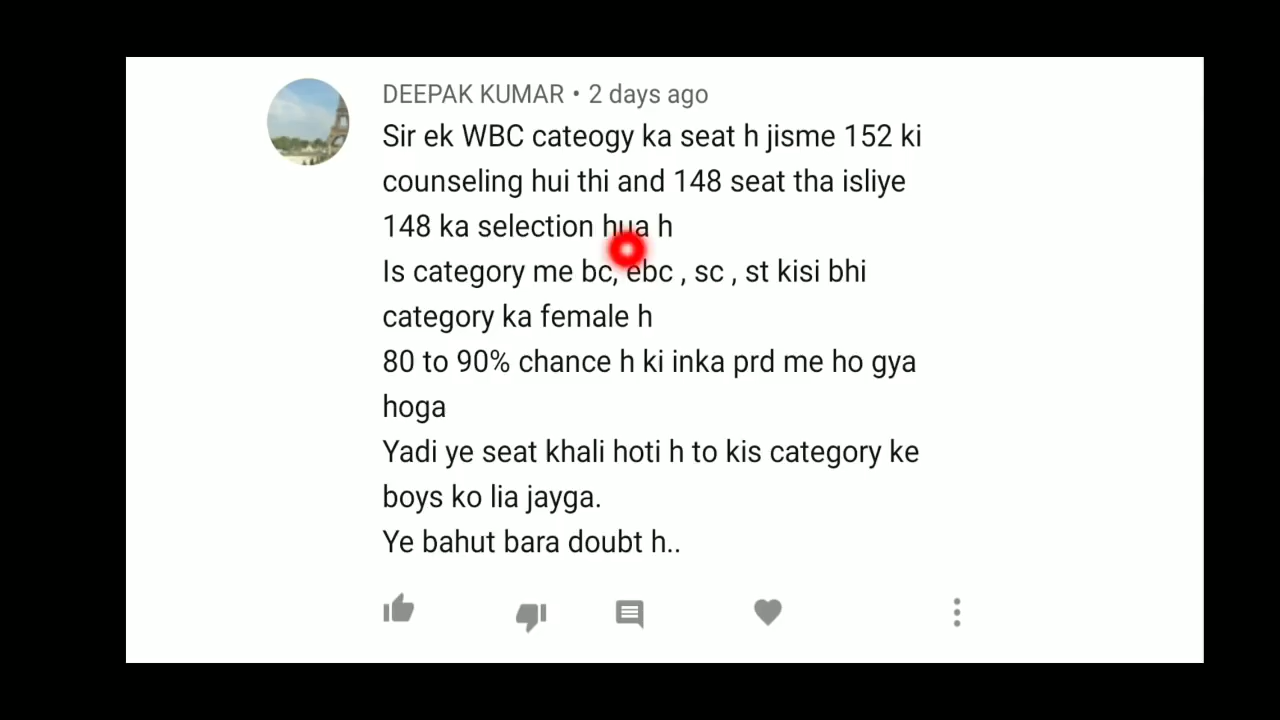 DEEPAK KUMAR • 2 days ago
Sir ek WBC cateogy ka seat h jisme 152 ki
counseling hui thi and 148 seat tha isliye
148 ka selection hua h
Is category me bc, ebc , sc , st kisi bhi
category ka female h
80 to 90% chance h ki inka prd me ho gya
hoga
Yadi ye seat khali hoti h to kis category ke
boys ko lia jayga.
Ye bahut bara doubt h..